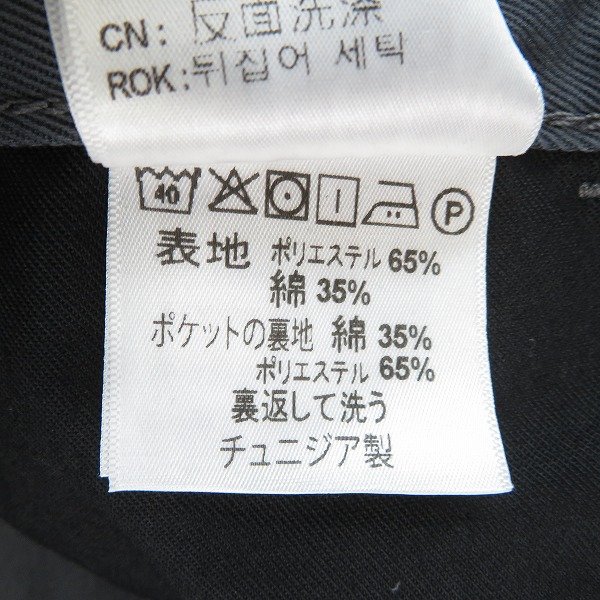 CN: 反面洗涤
ROK: 뒤집어 세탁
40 P
表地 ポリエステル 65%
綿 35%
ポケットの裏地 綿 35%
ポリエステル 65%
裏返して洗う
チュニジア製